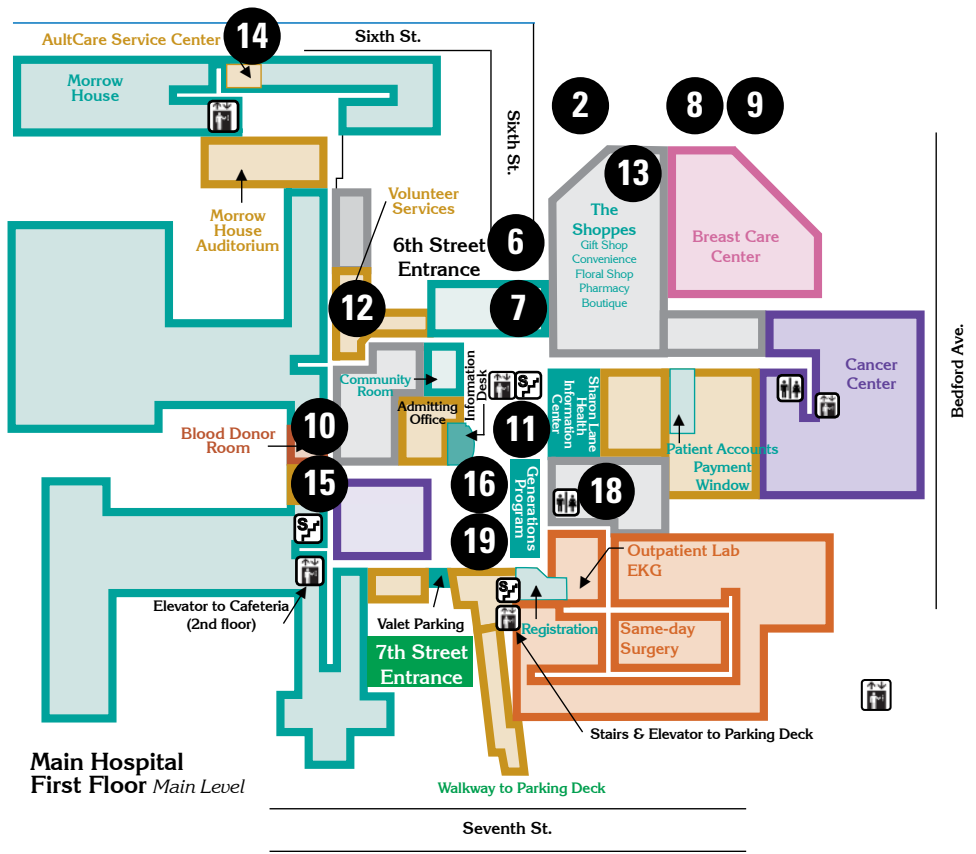 AultCare Service Center
14
Sixth St.
Morrow
House
Sixth St.
2
8
9
13
Morrow
House
Auditorium
Volunteer
Services
6th Street
Entrance
6
The
Shoppes
Gift Shop
Convenience
Floral Shop
Pharmacy
Boutique
Breast Care
Center
Bedford Ave.
12
7
Community
Room
Information
Desk
Admitting
Office
S
Sharon Lane
Health
Information
Center
Cancer
Center
10
Blood Donor
Room
11
Patient Accounts
Payment
Window
15
16
Generations
Program
18
S
19
Outpatient Lab
EKG
Elevator to Cafeteria
(2nd floor)
Valet Parking
S
Registration
Same-day
Surgery
7th Street
Entrance
Stairs & Elevator to Parking Deck
Main Hospital
First Floor Main Level
Walkway to Parking Deck
Seventh St.